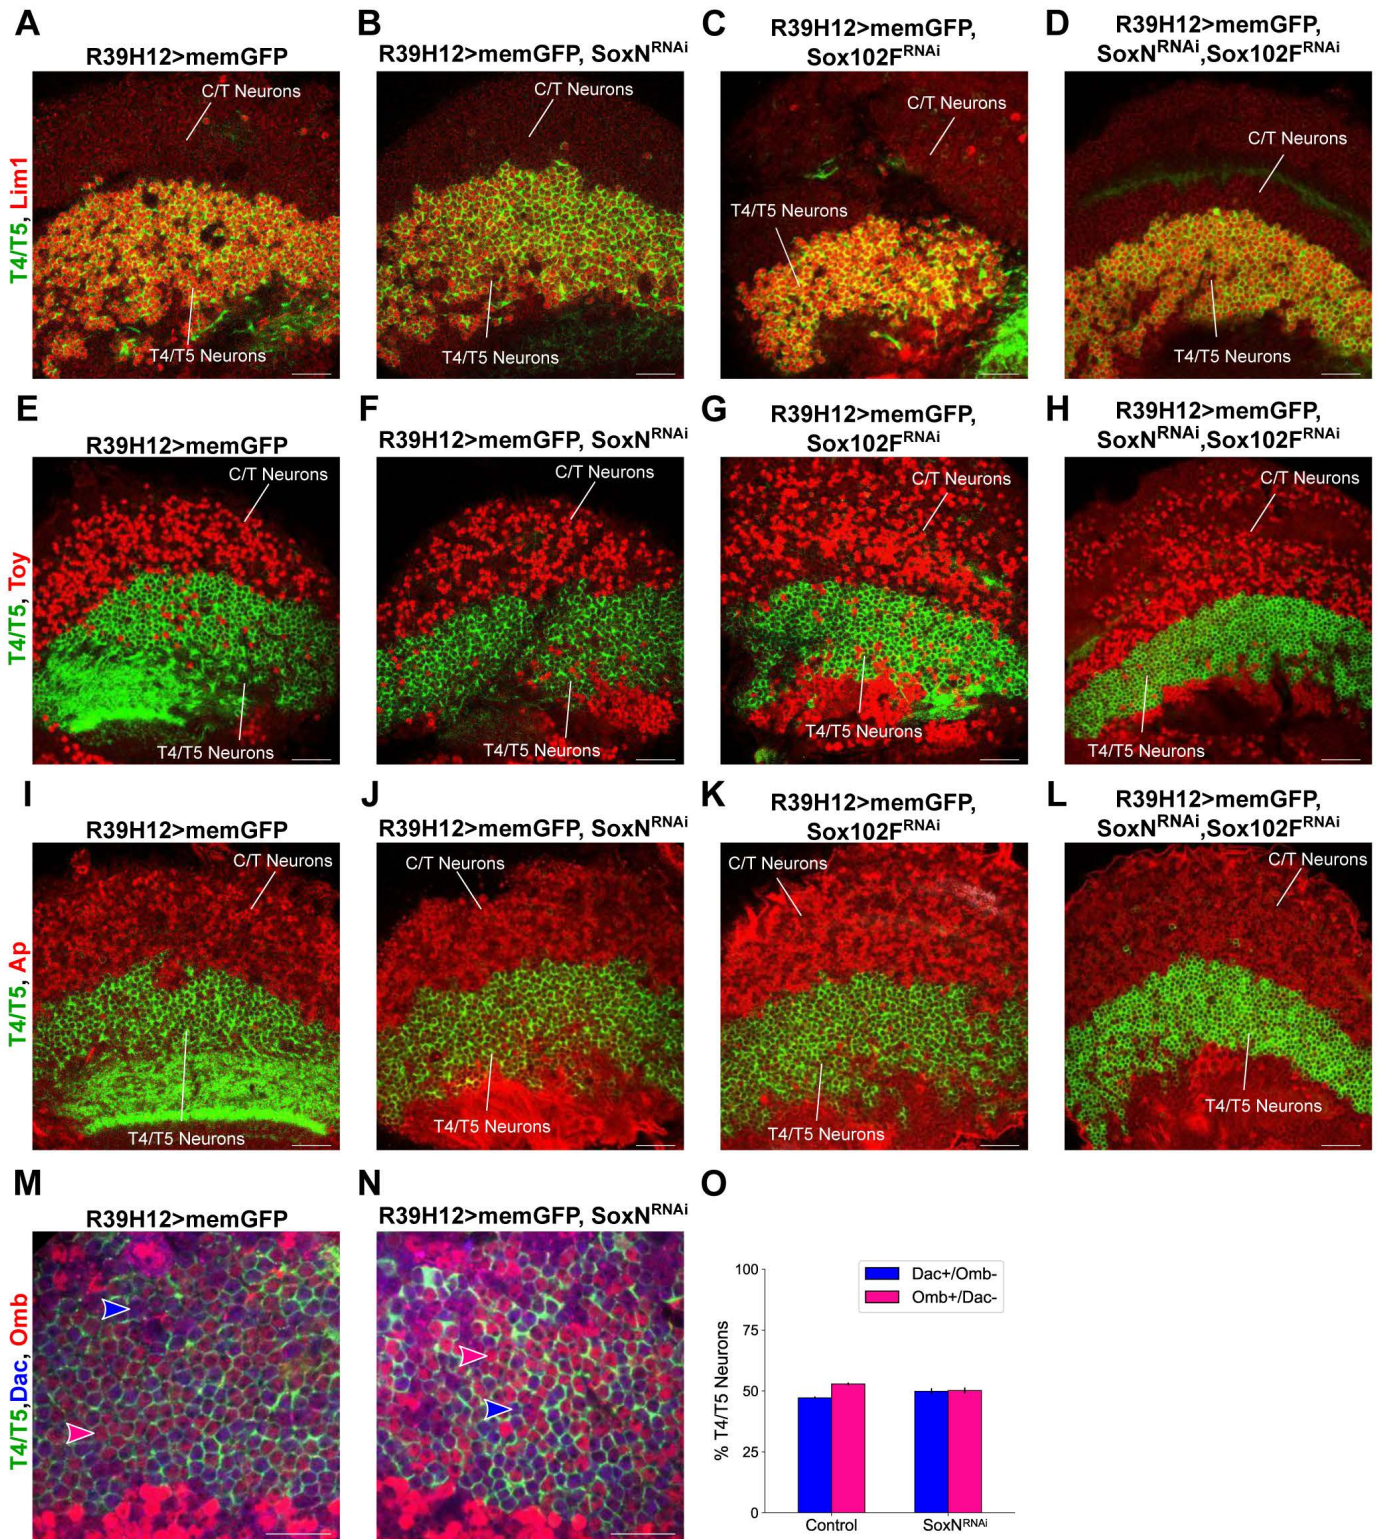 A
R39H12>memGFP
B
R39H12>memGFP, SoxNRNAi
C
R39H12>memGFP,
Sox102FRNAi
D
R39H12>memGFP,
SoxNRNAi,Sox102FRNAi
T4/T5, Lim1
C/T Neurons
T4/T5 Neurons
C/T Neurons
T4/T5 Neurons
C/T Neurons
T4/T5 Neurons
C/T Neurons
T4/T5 Neurons
E
R39H12>memGFP
F
R39H12>memGFP, SoxNRNAi
G
R39H12>memGFP,
Sox102FRNAi
H
R39H12>memGFP,
SoxNRNAi,Sox102FRNAi
T4/T5, Toy
C/T Neurons
T4/T5 Neurons
C/T Neurons
T4/T5 Neurons
C/T Neurons
T4/T5 Neurons
C/T Neurons
T4/T5 Neurons
I
R39H12>memGFP
J
R39H12>memGFP, SoxNRNAi
K
R39H12>memGFP,
Sox102FRNAi
L
R39H12>memGFP,
SoxNRNAi,Sox102FRNAi
T4/T5, Ap
C/T Neurons
T4/T5 Neurons
C/T Neurons
T4/T5 Neurons
C/T Neurons
T4/T5 Neurons
C/T Neurons
T4/T5 Neurons
M
R39H12>memGFP
N
R39H12>memGFP, SoxNRNAi
O
T4/T5,Dac, Omb
% T4/T5 Neurons
100
75
50
25
0
Dac+/Omb-
Omb+/Dac-
Control
SoxNRNAi